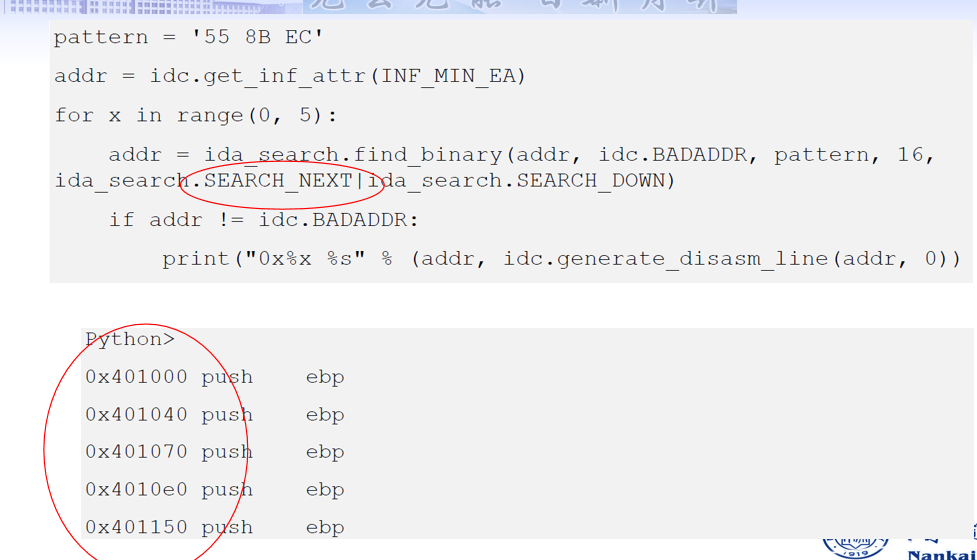 pattern = '55 8B EC'
addr = idc.get_inf_attr(INF_MIN_EA)
for x in range(0, 5):
addr = ida_search.find_binary(addr, idc.BADADDR, pattern, 16,
ida_search.SEARCH_NEXT|ida_search.SEARCH_DOWN)
if addr != idc.BADADDR:
print("0x%x %s" % (addr, idc.generate_disasm_line(addr, 0))
Python>
0x401000 push ebp
0x401040 push ebp
0x401070 push ebp
0x4010e0 push ebp
0x401150 push ebp
1919
Nankai